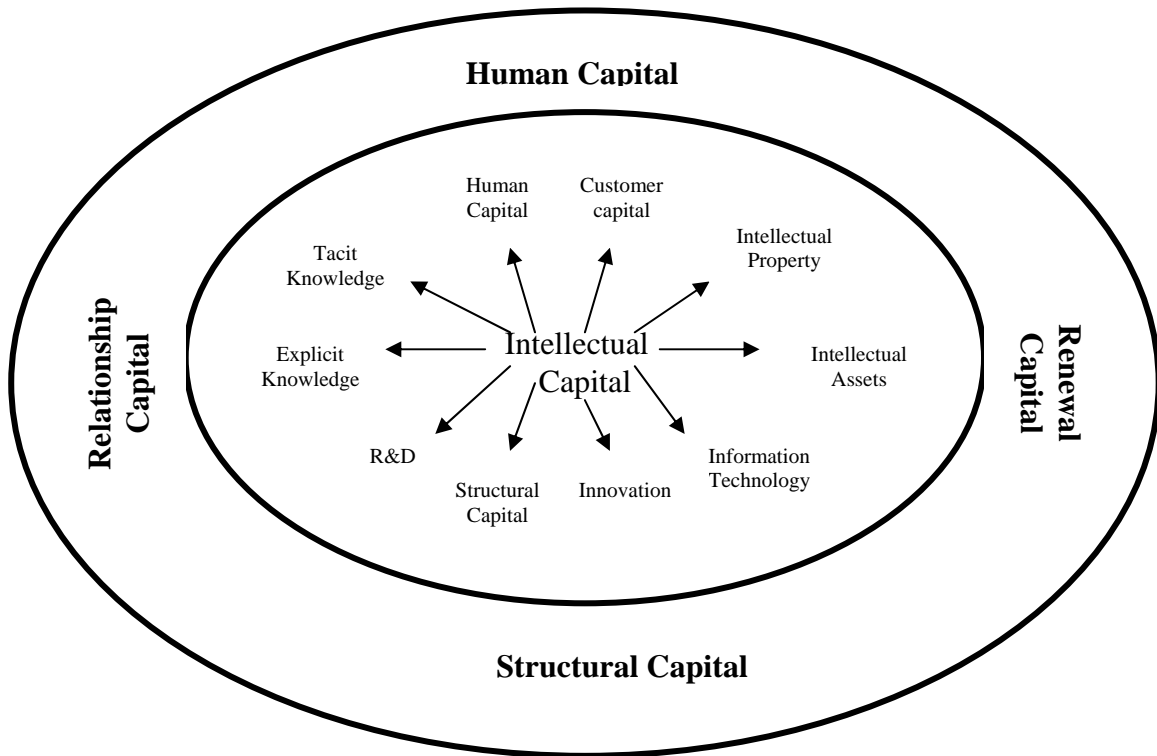 Human Capital
Human
Capital
Customer
capital
Intellectual
Property
Tacit
Knowledge
Relationship
Capital
Renewal
Capital
Explicit
Knowledge
Intellectual
Capital
Intellectual
Assets
R&D
Structural
Capital
Innovation
Information
Technology
Structural Capital